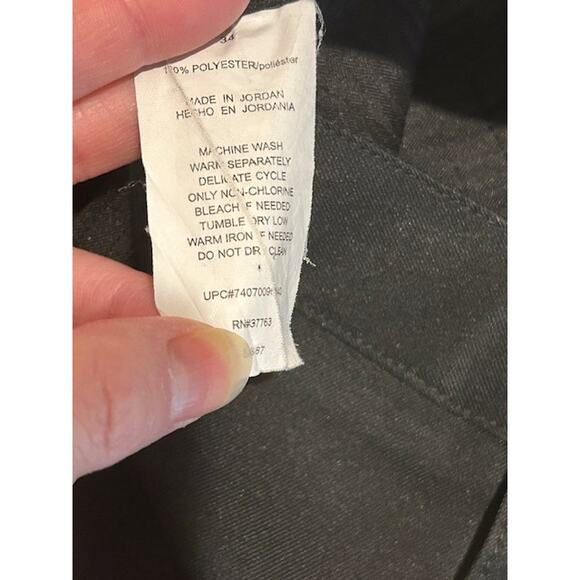 34
100% POLYESTER/poliéster
MADE IN JORDAN
HECHO EN JORDANIA
MACHINE WASH
WARM SEPARATELY
DELICATE CYCLE
ONLY NON-CHLORINE
BLEACH IF NEEDED
TUMBLE DRY LOW
WARM IRON IF NEEDED
DO NOT DRY CLEAN
RN#37763